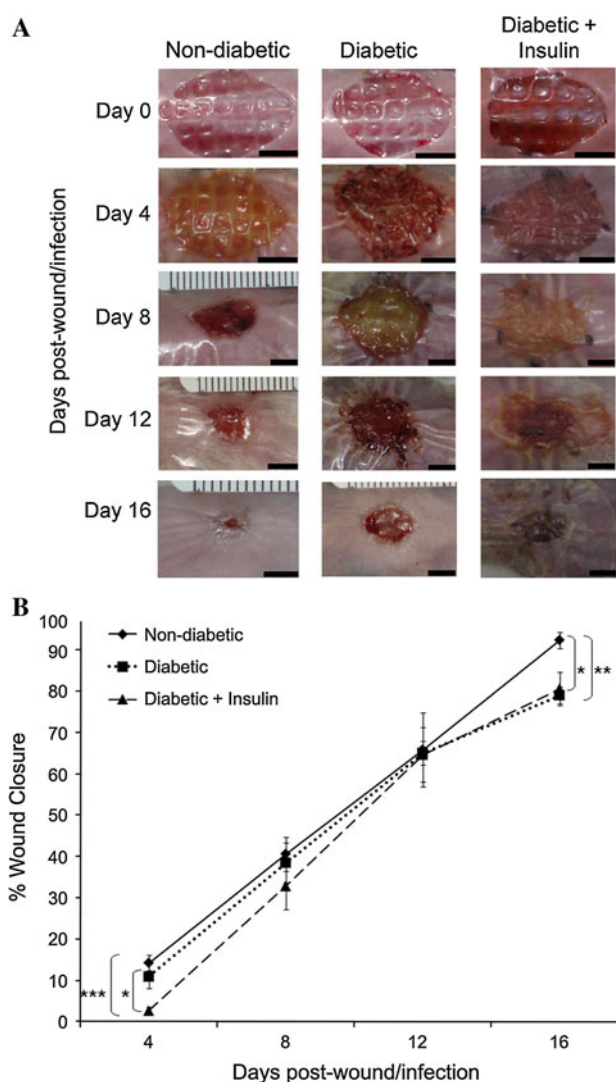 A
Non-diabetic
Diabetic
Diabetic +
Insulin
Days post-wound/infection
Day 0
Day 4
Day 8
Day 12
Day 16
B
100
90
80
70
60
50
40
30
20
10
0
% Wound Closure
Non-diabetic
Diabetic
Diabetic + Insulin
* **
*** *
4 8 12 16
Days post-wound/infection